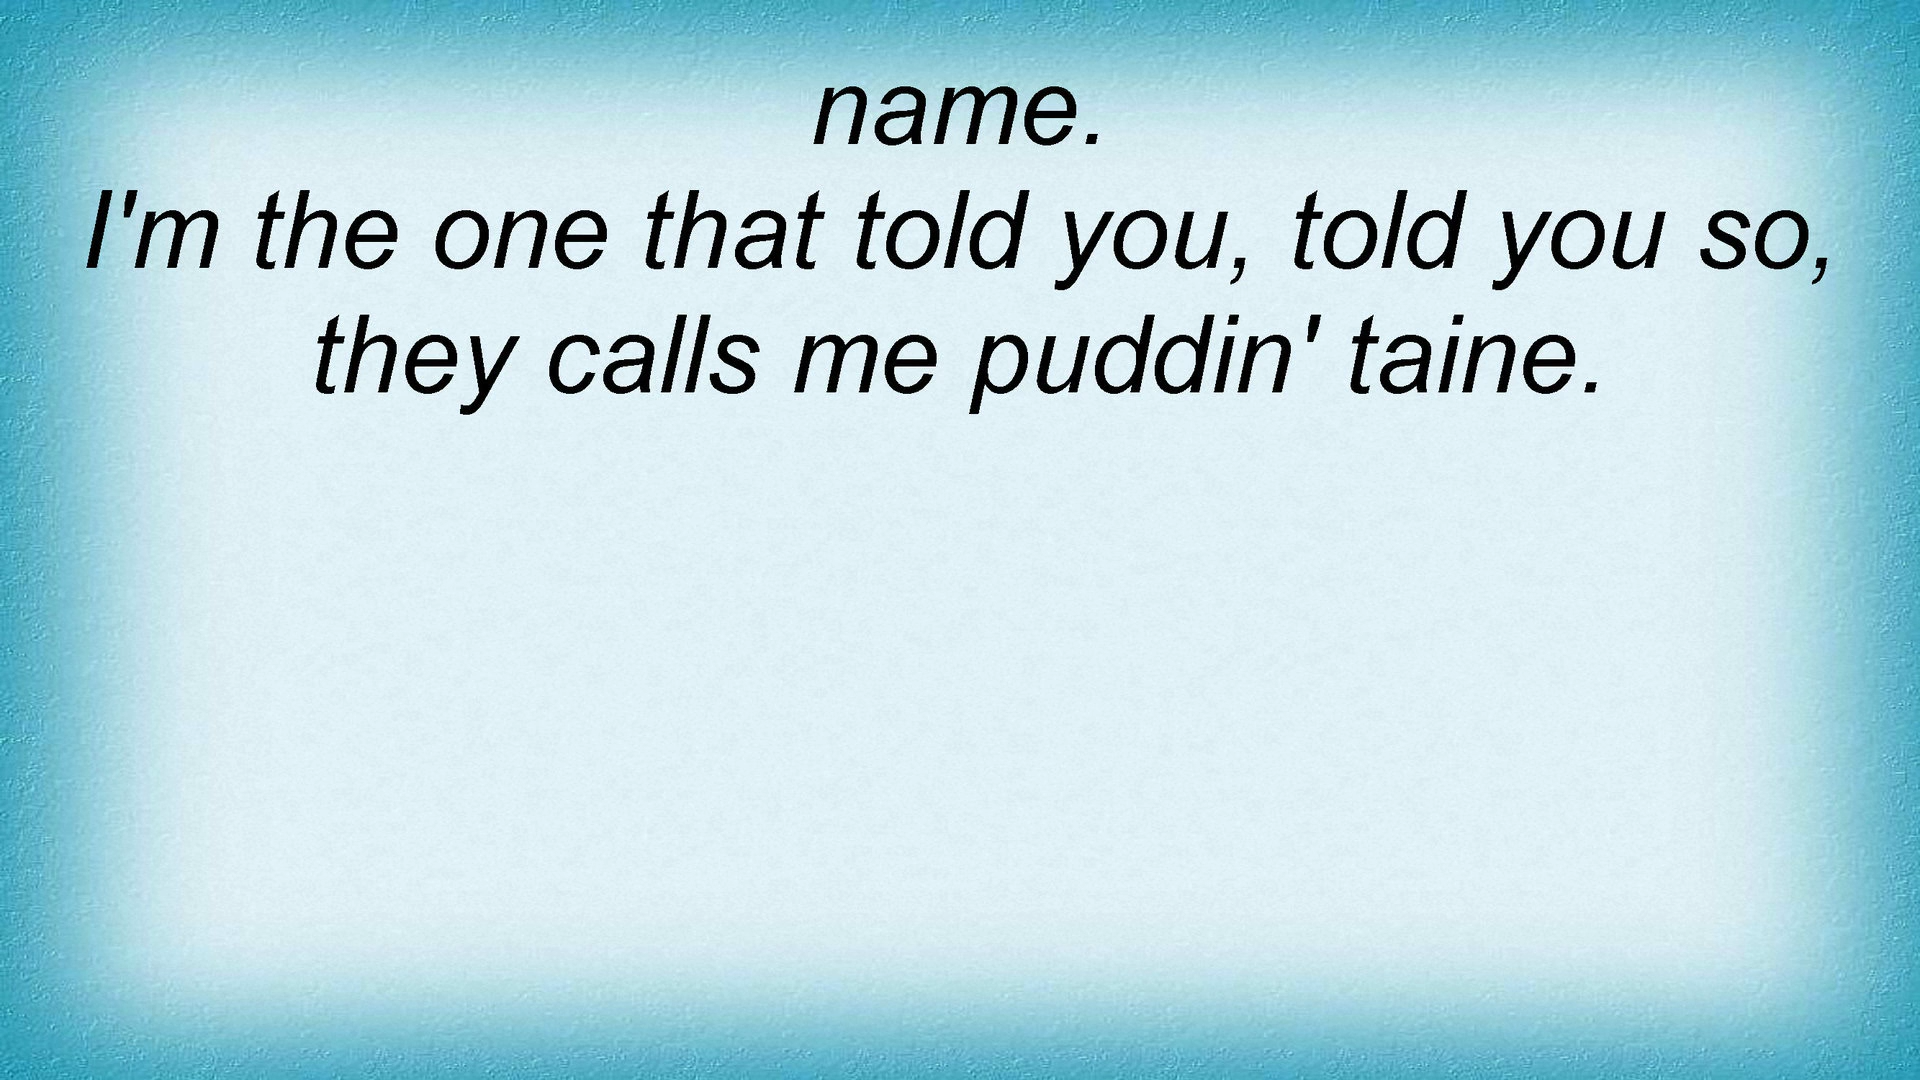 name.
I'm the one that told you, told you so,
they calls me puddin' taine.